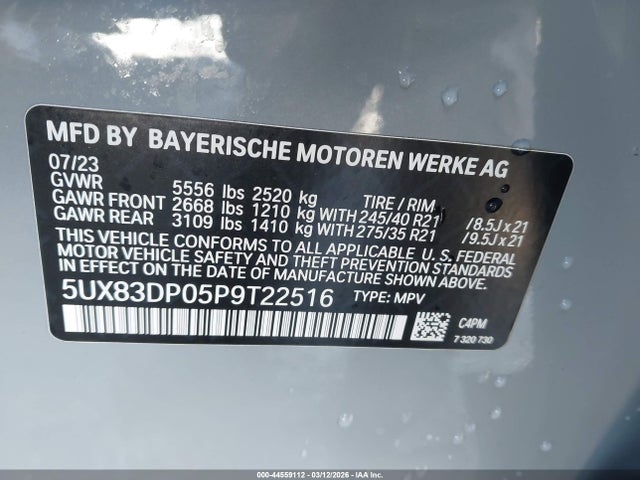 MFD BY BAYERISCHE MOTOREN WERKE AG
07/23
GVWR 5556 lbs 2520 kg TIRE / RIM
GAWR FRONT 2668 lbs 1210 kg WITH 245/40 R21 /8.5J x 21
GAWR REAR 3109 lbs 1410 kg WITH 275/35 R21 /9.5J x 21
THIS VEHICLE CONFORMS TO ALL APPLICABLE U. S. FEDERAL
MOTOR VEHICLE SAFETY AND THEFT PREVENTION STANDARDS
IN EFFECT ON THE DATE OF MANUFACTURE SHOWN ABOVE.
5UX83DP05P9T22516 TYPE: MPV
C4PM
7 320 730
000-44559112 - 03/12/2026 - IAA Inc.